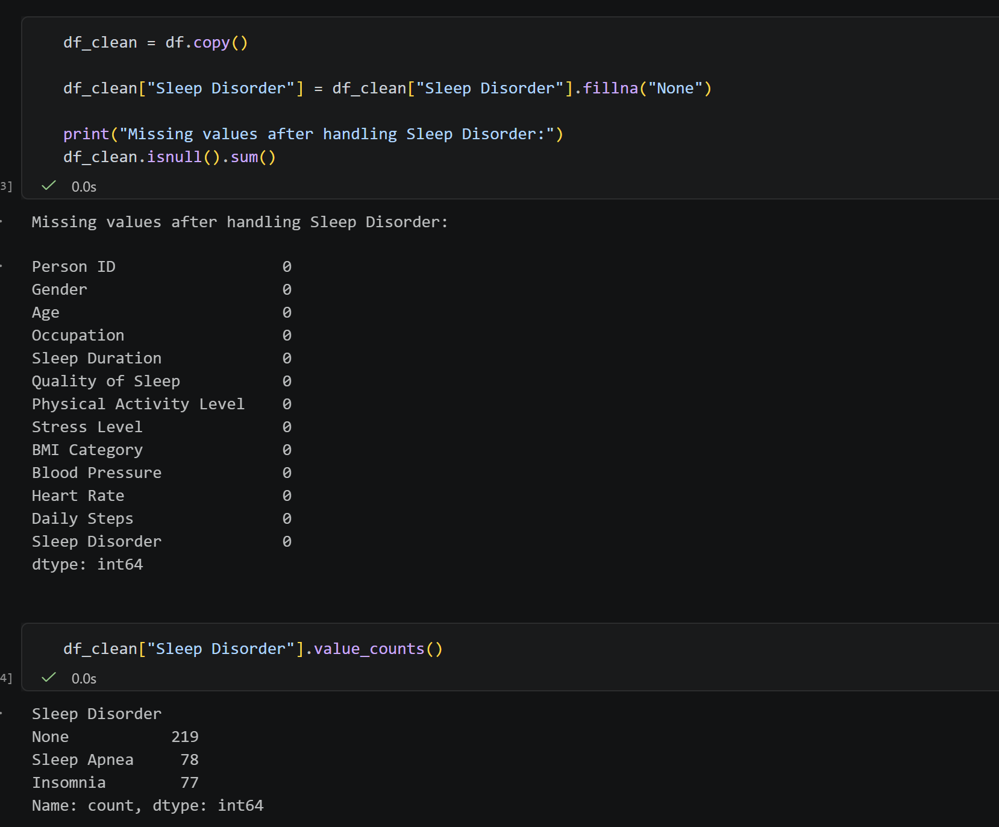 df_clean = df.copy()
df_clean["Sleep Disorder"] = df_clean["Sleep Disorder"].fillna("None")
print("Missing values after handling Sleep Disorder:")
df_clean.isnull().sum()
3]
0.0s
Missing values after handling Sleep Disorder:
Person ID 0
Gender 0
Age 0
Occupation 0
Sleep Duration 0
Quality of Sleep 0
Physical Activity Level 0
Stress Level 0
BMI Category 0
Blood Pressure 0
Heart Rate 0
Daily Steps 0
Sleep Disorder 0
dtype: int64
df_clean["Sleep Disorder"].value_counts()
4]
0.0s
Sleep Disorder
None 219
Sleep Apnea 78
Insomnia 77
Name: count, dtype: int64